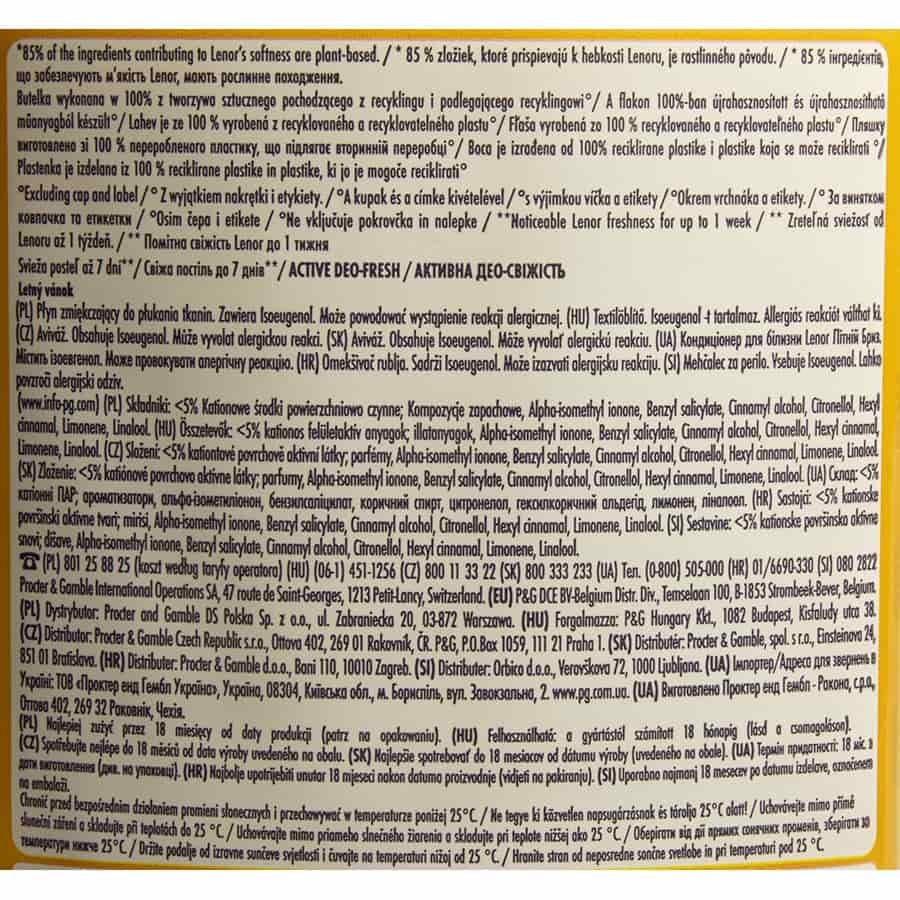 *85% of the ingredients contributing to Lenor's softness are plant-based. / * 85 % zložiek, ktoré prispievajú k hebkosti Lenoru, je rastlinného pôvodu. / * 85 % інгредієнтів,
що забезпечують м'якість Lenor, мають рослинне походження.
Butelka wykonana w 100% z tworzywa sztucznego pochodzącego z recyklingu i podlegającego recyklingowi°/ A flakon 100%-ban újrahasznosított és újrahasznosítható
műanyagból készült°/ Lahev je ze 100 % vyrobená z recyklovaného a recyklovatelného plastu°/ Fľaša vyrobená zo 100 % recyklovaného a recyklovateľného plastu°/ Пляшку
виготовлено зі 100 % переробленого пластику, що підлягає вторинній переробці°/ Boca je izrađena od 100% reciklirane plastike i plastike koja se može reciklirati °/
Plastenka je izdelana iz 100 % reciklirane plastike in plastike, ki jo je mogoče reciklirati°
°Excluding cap and label / ° Z wyjątkiem nakrętki i etykiety. / °A kupak és a címke kivételével / °s výjimkou víčka a etikety / °Okrem vrchnáka a etikety. / ° За винятком
ковпачка та етикетки / °Osim čepa i etikete / °Ne vključuje pokrovčka in nalepke / **Noticeable Lenor freshness for up to 1 week / ** Zreteľná sviežosť od
Lenoru až 1 týždeň. / ** Помітна свіжість Lenor до 1 тижня
Svieža posteľ až 7 dní**/ Свіжа постіль до 7 днів**/ ACTIVE DEO-FRESH / АКТИВНА ДЕО-СВІЖІСТЬ
Letný vánok
(PL) Płyn zmiękczający do płukania tkanin. Zawiera Isoeugenol. Może powodować wystąpienie reakcji alergicznej. (HU) Textilöblítő. Isoeugenol -t tartalmaz. Allergiás reakciót válthat ki.
(CZ) Aviváž. Obsahuje Isoeugenol. Může vyvolat alergickou reakci. (SK) Aviváž. Obsahuje Isoeugenol. Môže vyvolať alergickú reakciu. (UA) Кондиціонер для білизни Lenor Літній Бриз.
Містить ізоевгенол. Може провокувати алергічну реакцію. (HR) Omekšivač rublja. Sadrži Isoeugenol. Može izazvati alergijsku reakciju. (SI) Mehčalec za perilo. Vsebuje Isoeugenol. Lahko
povzroči alergijski odziv.
(www.info-pg.com) (PL) Składniki: <5% Kationowe środki powierzchniowo czynne; Kompozycje zapachowe, Alpha-isomethyl ionone, Benzyl salicylate, Cinnamyl alcohol, Citronellol, Hexyl
cinnamal, Limonene, Linalool. (HU) Összetevők: <5% kationos felületaktív anyagok; illatanyagok, Alpha-isomethyl ionone, Benzyl salicylate, Cinnamyl alcohol, Citronellol, Hexyl cinnamal,
Limonene, Linalool. (CZ) Složení: <5% kationtové povrchově aktivní látky; parfémy, Alpha-isomethyl ionone, Benzyl salicylate, Cinnamyl alcohol, Citronellol, Hexyl cinnamal, Limonene, Linalool.
(SK) Zloženie: <5% katiónové povrchovo aktívne látky; parfumy, Alpha-isomethyl ionone, Benzyl salicylate, Cinnamyl alcohol, Citronellol, Hexyl cinnamal, Limonene, Linalool. (UA) Склад: <5%
катіонні ПАР; ароматизатори, альфа-ізометиліонон, бензилсаліцилат, коричний спирт, цитронелол, гексилкоричний альдегід, лимонен, ліналоол. (HR) Sastojci: <5% kationske
površinski aktivne tvari; mirisi, Alpha-isomethyl ionone, Benzyl salicylate, Cinnamyl alcohol, Citronellol, Hexyl cinnamal, Limonene, Linalool. (SI) Sestavine: <5% kationske površinsko aktivne
snovi; dišave, Alpha-isomethyl ionone, Benzyl salicylate, Cinnamyl alcohol, Citronellol, Hexyl cinnamal, Limonene, Linalool.
☎(PL) 801 25 88 25 (koszt według taryfy operatora) (HU) (06-1) 451-1256 (CZ) 800 11 33 22 (SK) 800 333 233 (UA) Тел. (0-800) 505-000 (HR) 01/6690-330 (SI) 080 2822
Procter & Gamble International Operations SA, 47 route de Saint-Georges, 1213 Petit-Lancy, Switzerland. (EU) P&G DCE BV-Belgium Distr. Div., Temselaan 100, B-1853 Strombeek-Bever, Belgium.
(PL) Dystrybutor: Procter and Gamble DS Polska Sp. z o.o., ul. Zabraniecka 20, 03-872 Warszawa. (HU) Forgalmazza: P&G Hungary Kkt., 1082 Budapest, Kisfaludy utca 38.
(CZ) Distributor: Procter & Gamble Czech Republic s.r.o., Ottova 402, 269 01 Rakovník, ČR. P&G, P.O.Box 1059, 111 21 Praha 1. (SK) Distribútér: Procter & Gamble, spol. s r.o., Einsteinova 24,
851 01 Bratislava. (HR) Distributer: Procter & Gamble d.o.o., Bani 110, 10010 Zagreb. (SI) Distributer: Orbico d.o.o., Verovškova 72, 1000 Ljubljana. (UA) Імпортер/Адреса для звернень в
Україні: ТОВ «Проктер енд Гембл Україна», Україна, 08304, Київська обл., м. Бориспіль, вул. Завокзальна, 2. www.pg.com.ua. (UA) Виготовлено Проктер енд Гембл - Ракона, с.р.о.,
Оттова 402, 269 32 Раковнік, Чехія.
(PL) Najlepiej zużyć przez 18 miesięcy od daty produkcji (patrz na opakowaniu). (HU) Felhasználható: a gyártástól számított 18 hónapig (lásd a csomagoláson).
(CZ) Spotřebujte nejlépe do 18 měsíců od data výroby uvedeného na obalu. (SK) Najlepšie spotrebovať do 18 mesiacov od dátumu výroby (uvedeného na obale). (UA) Термін придатності: 18 міс. з
дати виготовлення (див. на упаковці). (HR) Najbolje upotrijebiti unutar 18 mjeseci nakon datuma proizvodnje (vidjeti na pakiranju). (SI) Uporabno najmanj 18 mesecev po datumu izdelave, označenem
na embalaži.
Chronić przed bezpośrednim działaniem promieni słonecznych i przechowywać w temperaturze poniżej 25°C / Ne tegye ki közvetlen napsugárzásnak és tárolja 25°C alatt! / Uchovávejte mimo přímé
sluneční záření a skladujte při teplotách do 25 °C. / Uchovávajte mimo priameho slnečného žiarenia a skladujte pri teplote nižšej ako 25 °C. / Оберігати від дії прямих сонячних променів, зберігати за
температури нижче 25°C / Držite podalje od izravne sunčeve svjetlosti i čuvajte na temperaturi nižoj od 25 °C. / Hranite stran od neposredne sončne svetlobe in pri temperaturi pod 25 °C.